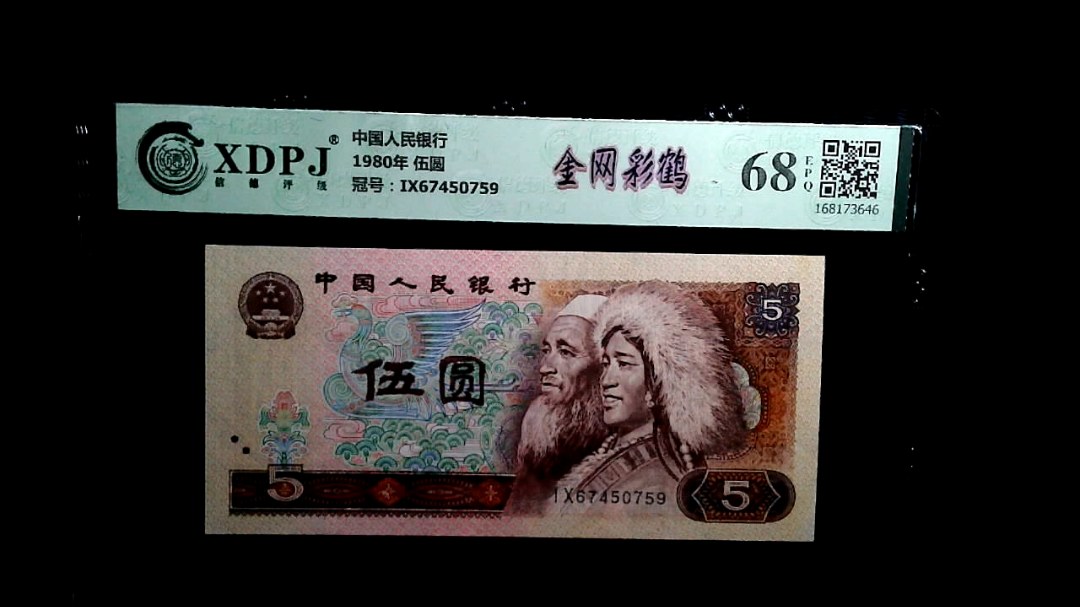 XDPJ®
信德评级
中国人民银行
1980年 伍圆
冠号：IX67450759
金网彩鹤
68
EPQ
168173646
中国人民银行
5
伍圆
5
IX67450759
5